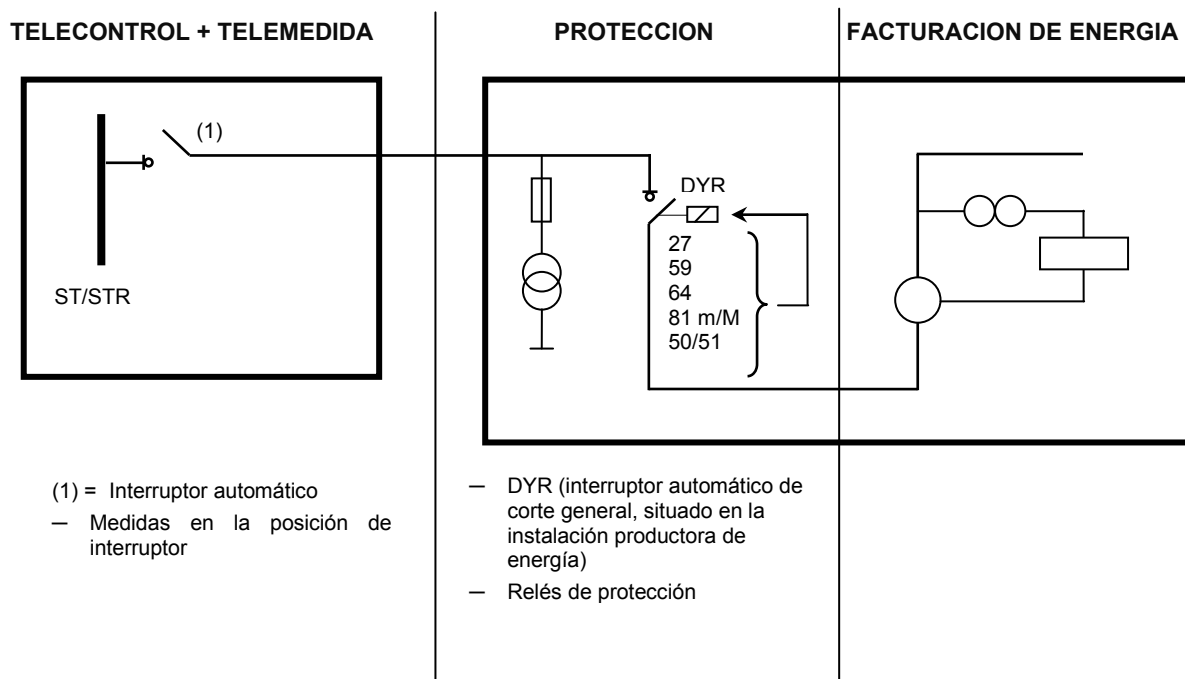 TELECONTROL + TELEMEDIDA
PROTECCION
FACTURACION DE ENERGIA
(1)
ST/STR
DYR
27
59
64
81 m/M
50/51
(1) = Interruptor automático
— Medidas en la posición de
interruptor
— DYR (interruptor automático de
corte general, situado en la
instalación productora de
energía)
— Relés de protección